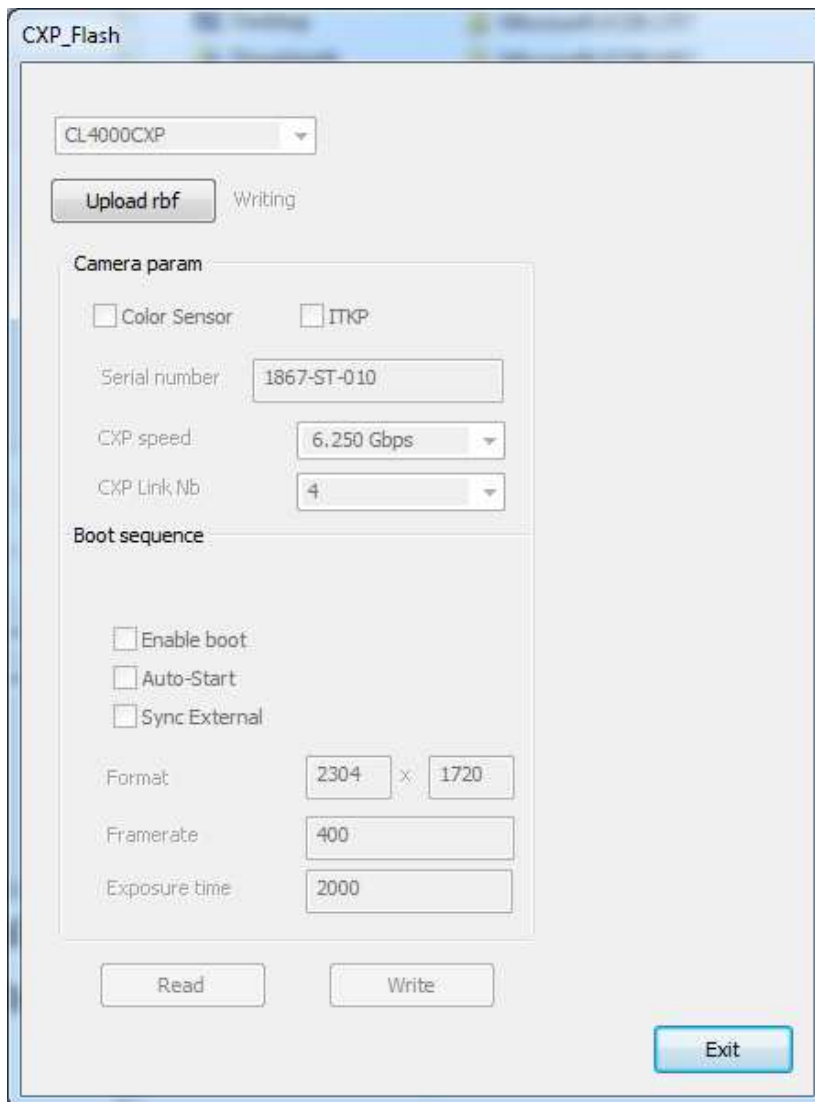 CXP_Flash
CL4000CXP
Upload rbf Writing
Camera param
Color Sensor ITKP
Serial number 1867-ST-010
CXP speed 6.250 Gbps
CXP Link Nb 4
Boot sequence
Enable boot
Auto-Start
Sync External
Format 2304 x 1720
Framerate 400
Exposure time 2000
Read Write
Exit